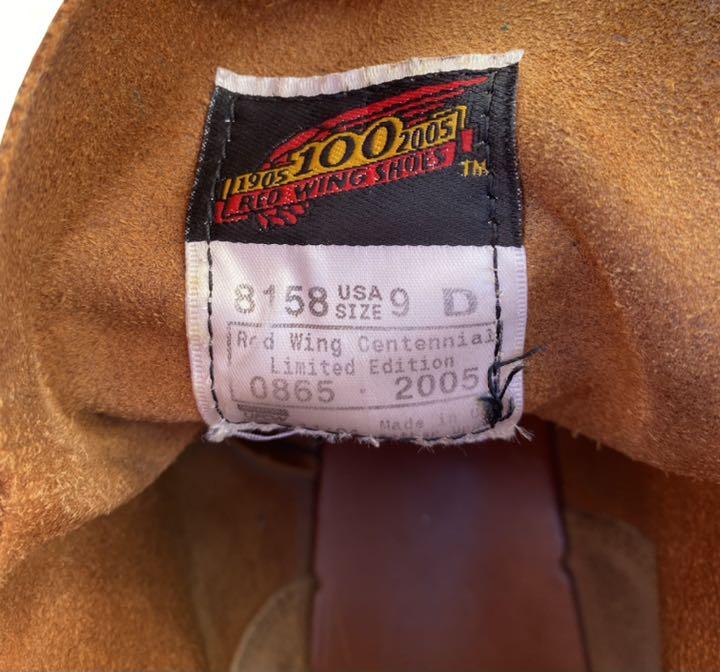 1905 100 2005
RED WING SHOES
TM
8158 USA SIZE 9 D
Red Wing Centennial
Limited Edition
0865 · 2005
Made in